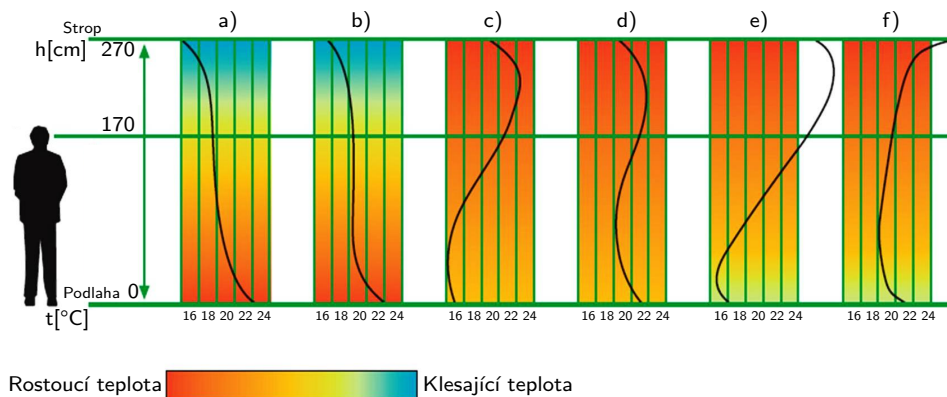 Strop a) b) c) d) e) f)
h[cm] 270
170
Podlaha 0
t[°C] 16 18 20 22 24 16 18 20 22 24 16 18 20 22 24 16 18 20 22 24 16 18 20 22 24 16 18 20 22 24
Rostoucí teplota Klesající teplota